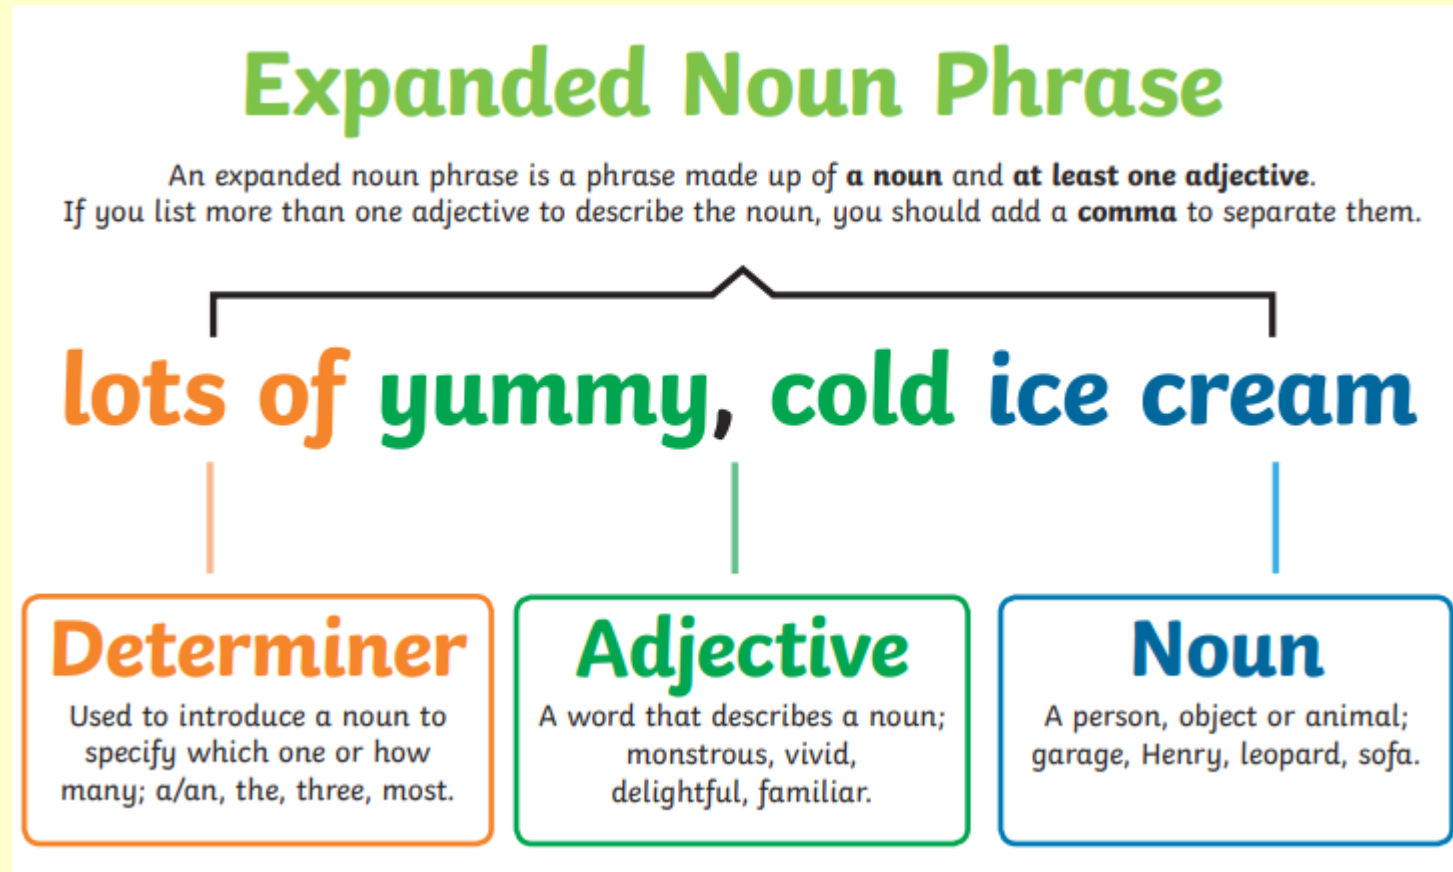 Expanded Noun Phrase
An expanded noun phrase is a phrase made up of a noun and at least one adjective.
If you list more than one adjective to describe the noun, you should add a comma to separate them.
lots of yummy, cold ice cream
Determiner
Used to introduce a noun to
specify which one or how
many; a/an, the, three, most.
Adjective
A word that describes a noun;
monstrous, vivid,
delightful, familiar.
Noun
A person, object or animal;
garage, Henry, leopard, sofa.